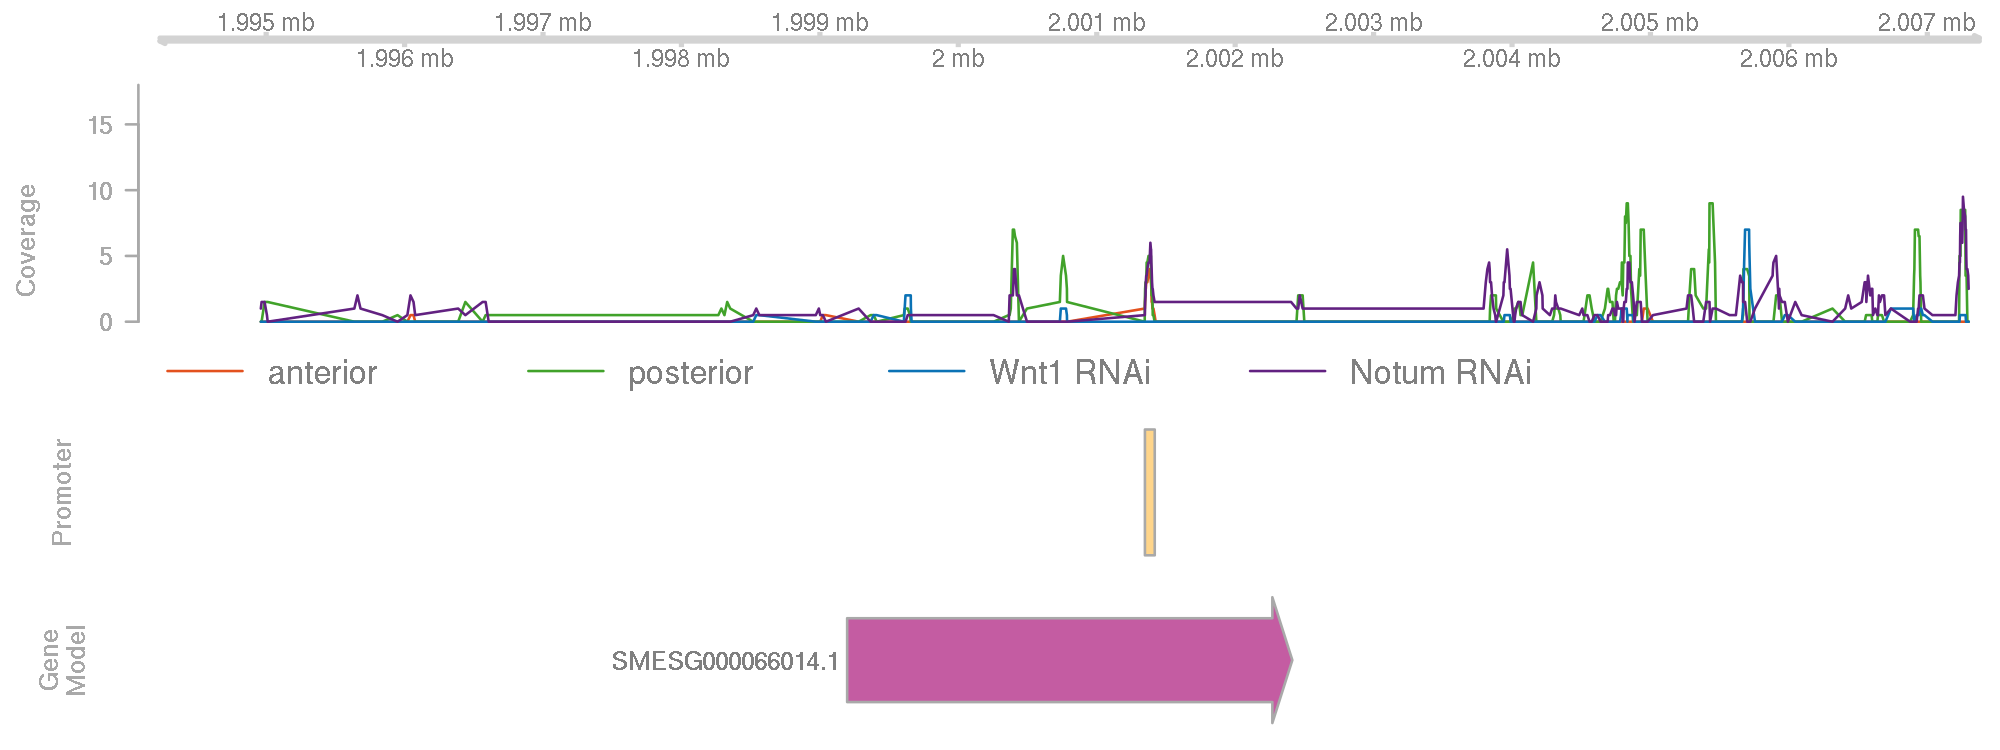 1.995 mb 1.997 mb 1.999 mb 2.001 mb 2.003 mb 2.005 mb 2.007 mb
1.996 mb 1.998 mb 2 mb 2.002 mb 2.004 mb 2.006 mb
Coverage
15
10
5
0
anterior posterior Wnt1 RNAi Notum RNAi
Promoter
Gene
Model
SMESG000066014.1